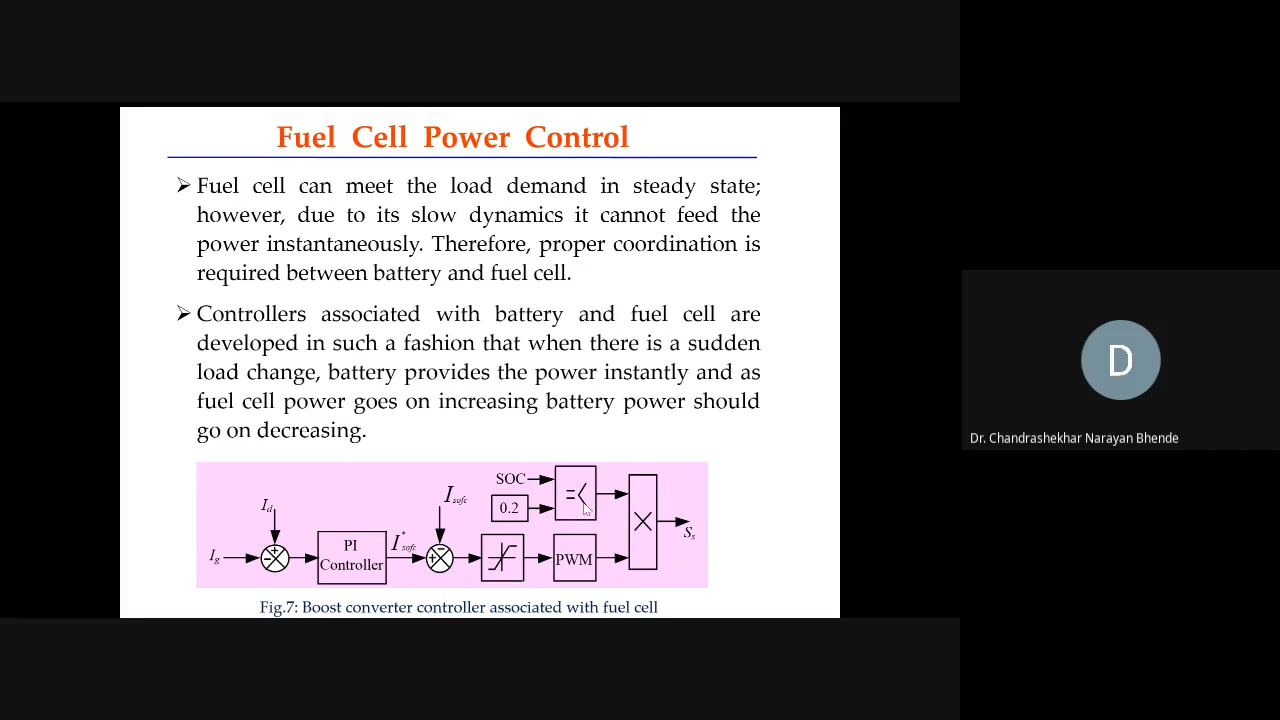 Fuel Cell Power Control
➢ Fuel cell can meet the load demand in steady state;
however, due to its slow dynamics it cannot feed the
power instantaneously. Therefore, proper coordination is
required between battery and fuel cell.
➢ Controllers associated with battery and fuel cell are
developed in such a fashion that when there is a sudden
load change, battery provides the power instantly and as
fuel cell power goes on increasing battery power should
go on decreasing.
SOC
0.2
=<
I_d
I_g
+
−
PI
Controller
I*_sofc
I_sofc
+
−
PWM
×
S_s
Fig.7: Boost converter controller associated with fuel cell
D
Dr. Chandrashekhar Narayan Bhende